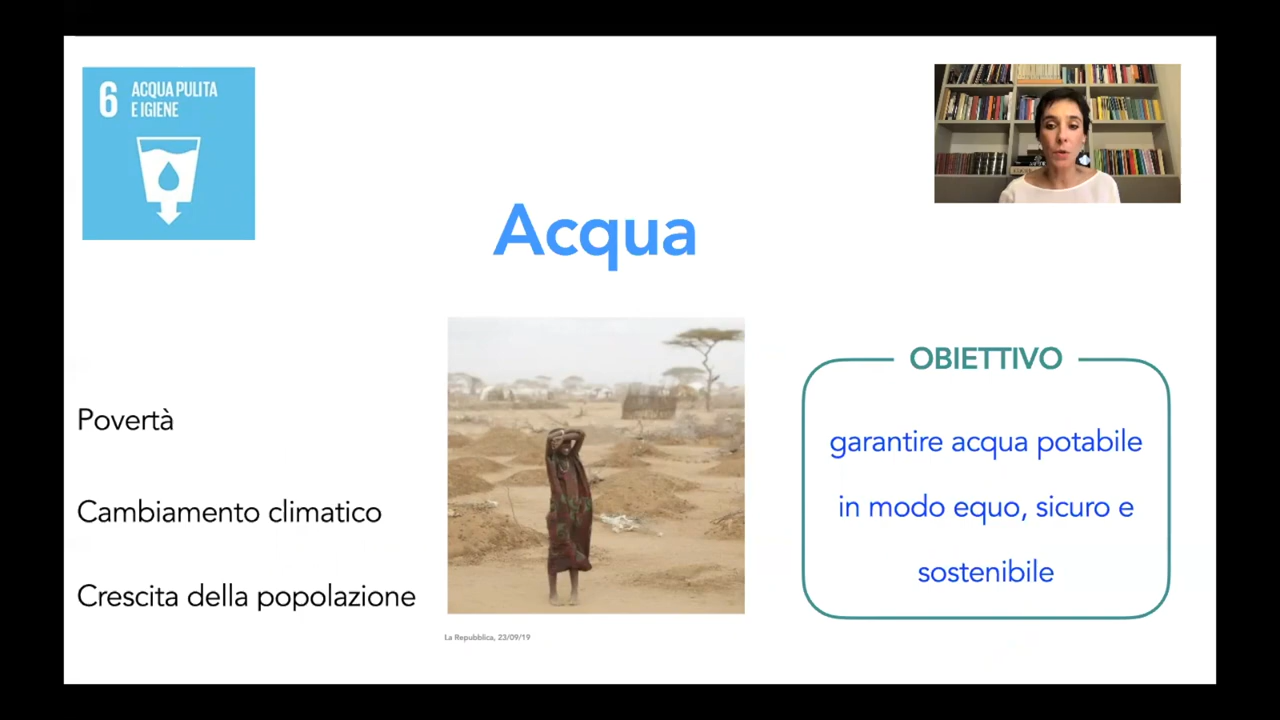 6 ACQUA PULITA
E IGIENE
Acqua
Povertà
Cambiamento climatico
Crescita della popolazione
La Repubblica, 23/09/19
OBIETTIVO
garantire acqua potabile
in modo equo, sicuro e
sostenibile